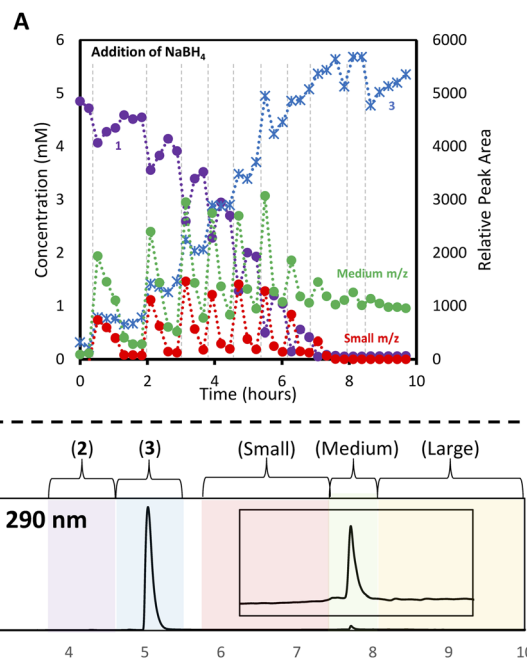 A
Addition of NaBH4
Concentration (mM)
Relative Peak Area
6
5
4
3
2
1
0
6000
5000
4000
3000
2000
1000
0
1
3
Medium m/z
Small m/z
0
2
4
6
8
10
Time (hours)
(2)
(3)
(Small)
(Medium)
(Large)
290 nm
4
5
6
7
8
9
10